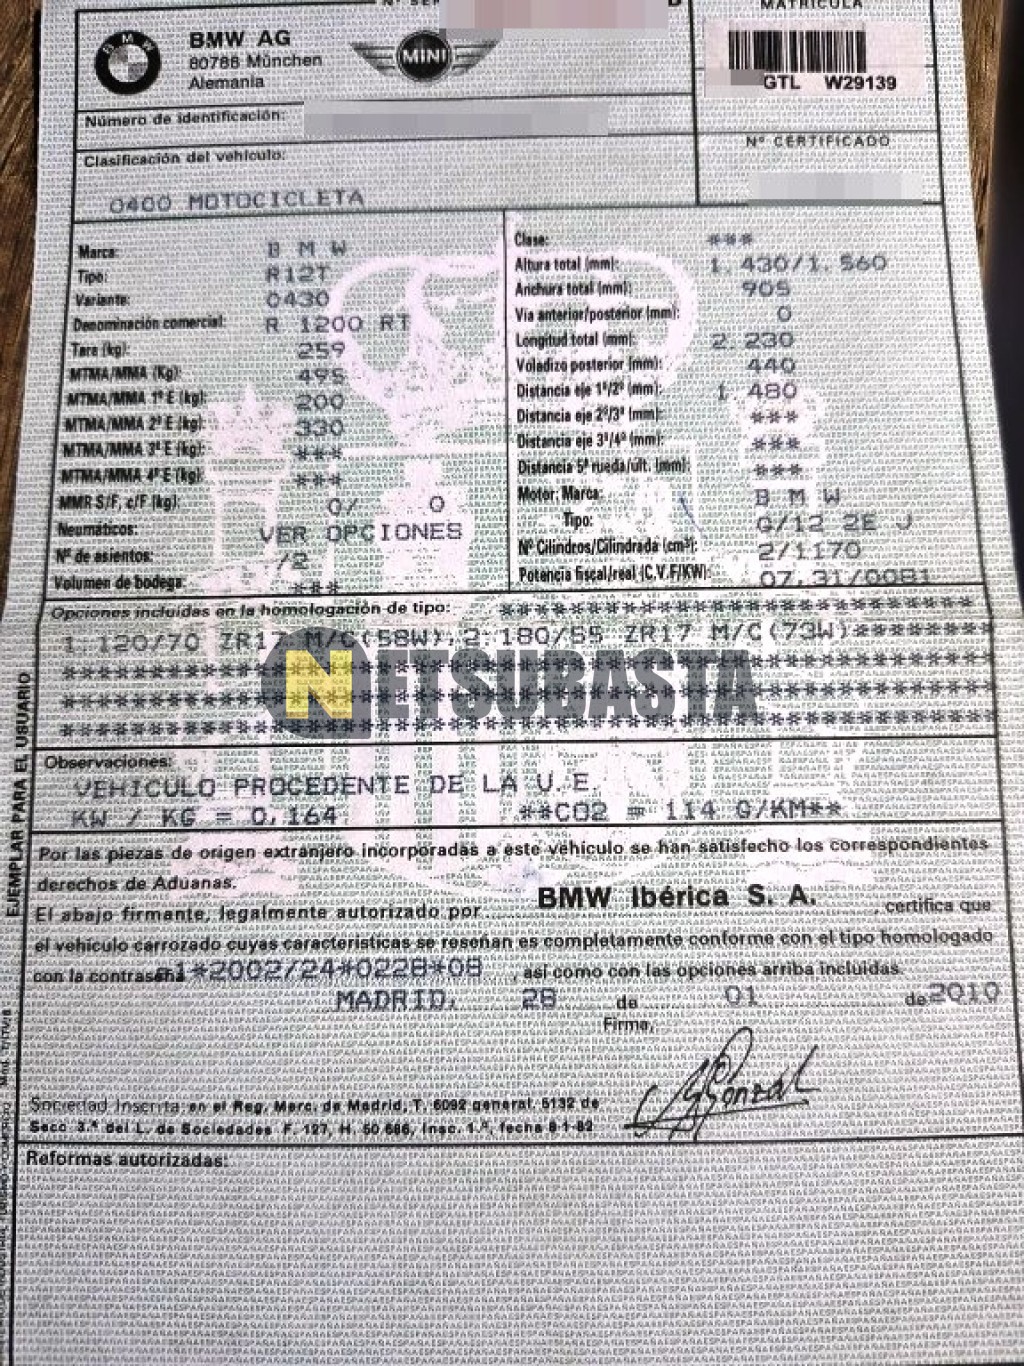 Nº SER
MATRICULA
BMW AG
80788 München
Alemania
BMW
MINI
GTL W29139
Número de identificación:
Nº CERTIFICADO
Clasificación del vehículo:
0400 MOTOCICLETA
Marca: B M W
Tipo: R12T
Variante: 0430
Denominación comercial: R 1200 RT
Tara (kg): 259
MTMA/MMA (Kg): 495
MTMA/MMA 1º E (kg): 200
MTMA/MMA 2º E (kg): 330
MTMA/MMA 3º E (kg): ***
MTMA/MMA 4º E (kg): ***
MMR S/F, c/F (kg): 0/ 0
Neumáticos: VER OPCIONES
Nº de asientos: /2
Volumen de bodega: ***
Clase: ***
Altura total (mm): 1.430/1.560
Anchura total (mm): 905
Via anterior/posterior (mm): 0
Longitud total (mm): 2.230
Voladizo posterior (mm): 440
Distancia eje 1º/2º (mm): 1.480
Distancia eje 2º/3º (mm): ***
Distancia eje 3º/4º (mm): ***
Distancia 5ª rueda/últ. (mm): ***
Motor: Marca: B M W
Tipo: G/12 2E J
Nº Cilindros/Cilindrada (cm³): 2/1170
Potencia fiscal/real (C.V.F/KW): 07,31/0081
Opciones incluidas en la homologación de tipo:
1:120/70 ZR17 M/C(58W);2:180/55 ZR17 M/C(73W)
NETSUBASTA
Observaciones:
VEHICULO PROCEDENTE DE LA U.E.
KW / KG = 0,164 **CO2 = 114 G/KM**
Por las piezas de origen extranjero incorporadas a este vehículo se han satisfecho los correspondientes
derechos de Aduanas.
El abajo firmante, legalmente autorizado por BMW Ibérica S. A. , certifica que
el vehículo carrozado cuyas características se reseñan es completamente conforme con el tipo homologado
con la contraseña *2002/24*0228*08 , así como con las opciones arriba incluidas.
MADRID, 28 de 01 de 2010
Firma,
Sociedad Inscrita en el Reg. Merc. de Madrid, T. 6092 general, 5132 de
Secc 3.ª del L. de Sociedades F. 127, H. 50.686, Insc. 1.ª, fecha 8-1-82
Reformas autorizadas:
EJEMPLAR PARA EL USUARIO